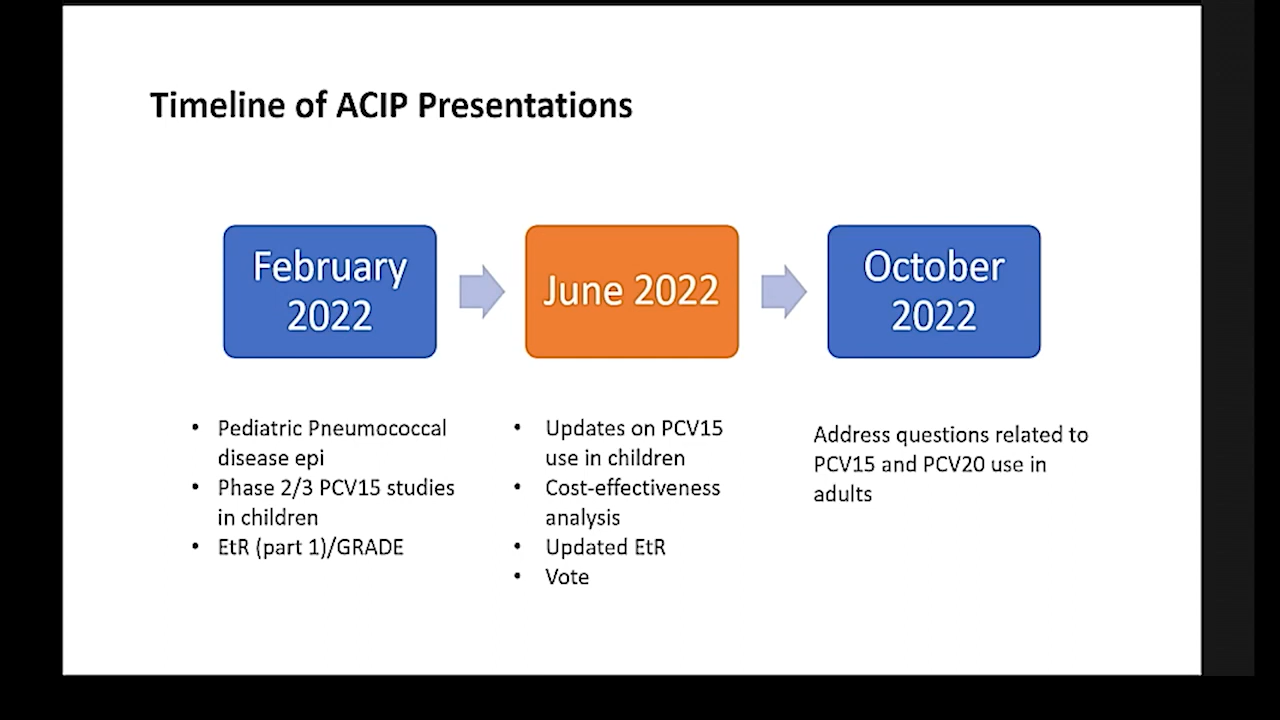 Timeline of ACIP Presentations
February
2022
June 2022
October
2022
• Pediatric Pneumococcal
disease epi
• Phase 2/3 PCV15 studies
in children
• EtR (part 1)/GRADE
• Updates on PCV15
use in children
• Cost-effectiveness
analysis
• Updated EtR
• Vote
Address questions related to
PCV15 and PCV20 use in
adults